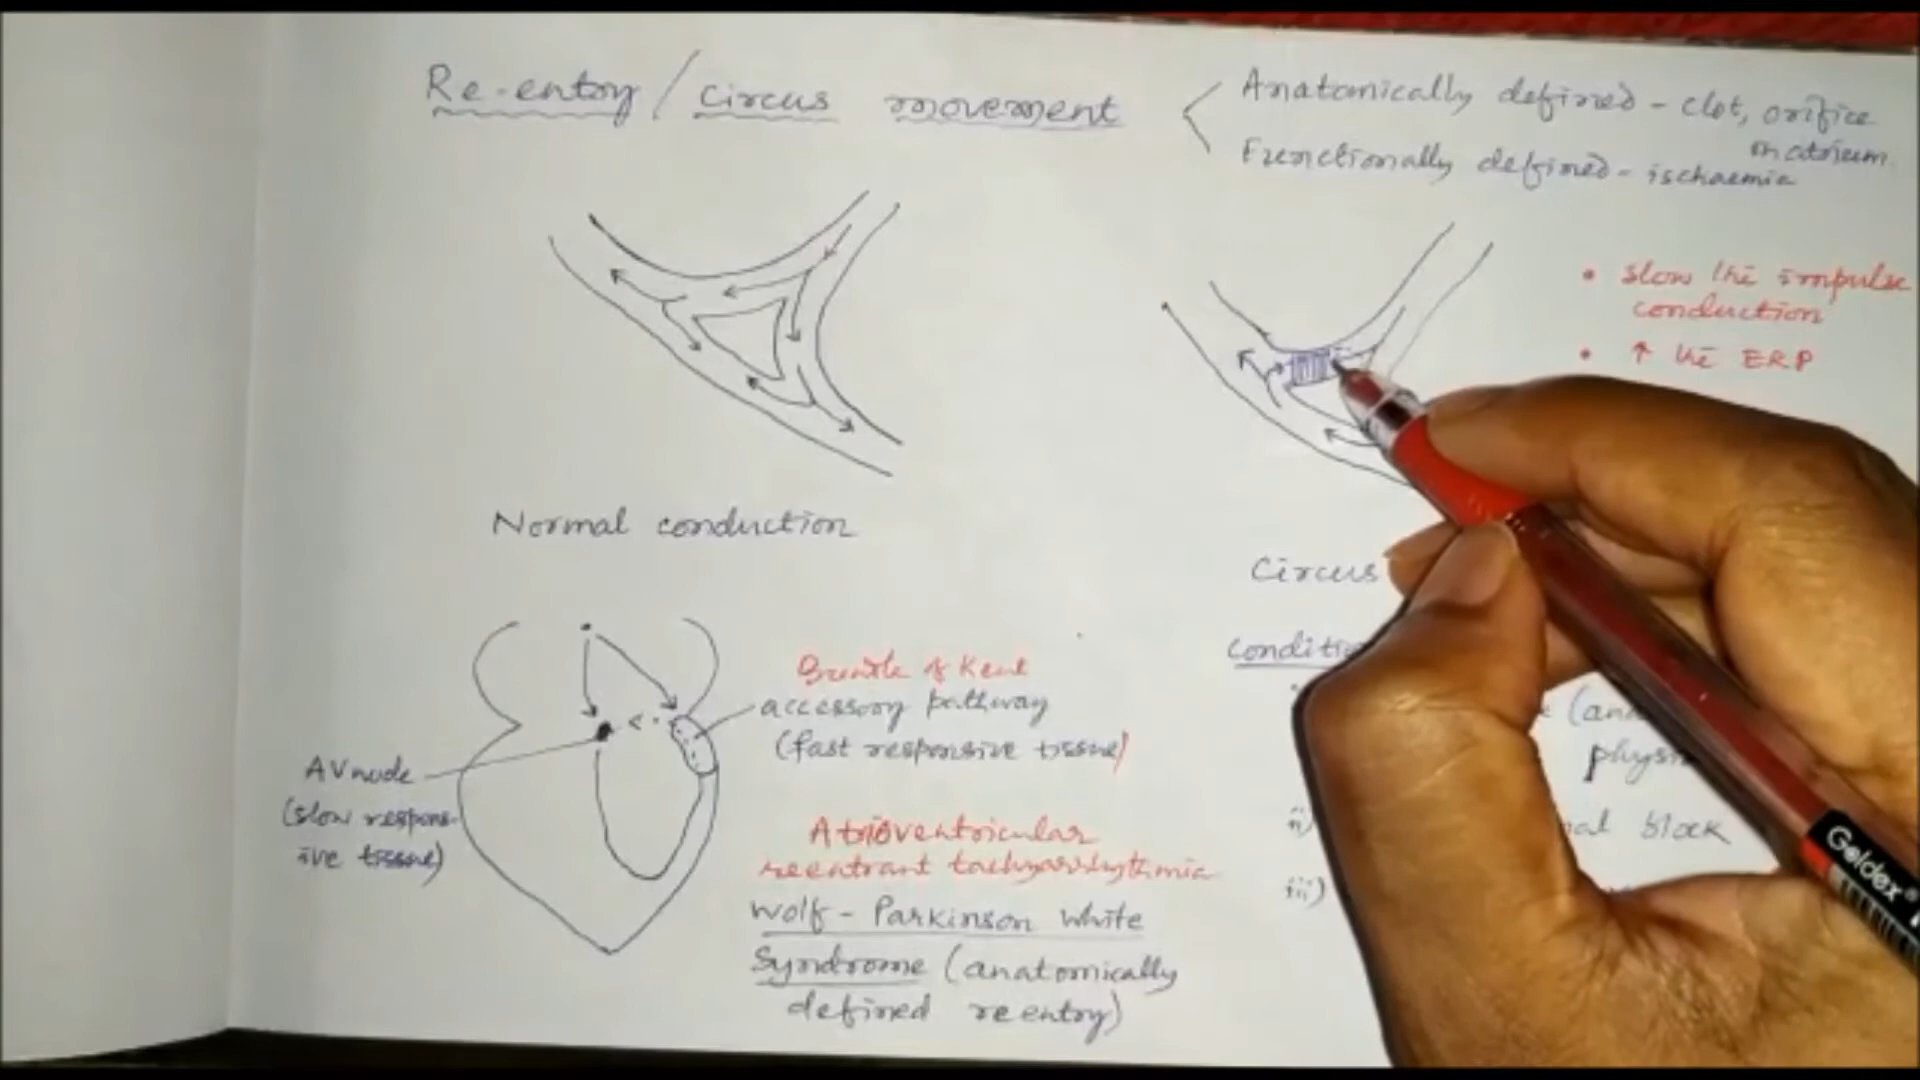 Re-entry / Circus movement
Anatomically defined - clot, orifice
in atrium
Functionally defined - ischaemia
• slow the impulse
conduction
• ↑ the ERP
Normal conduction
Circus
Bundle of Kent
accessory pathway
(fast responsive tissue)
AV node
(slow respons-
ive tissue)
Atrioventricular
reentrant tachyarrhythmia
Wolf - Parkinson White
Syndrome (anatomically
defined reentry)
ii)
block
iii)
Goldex